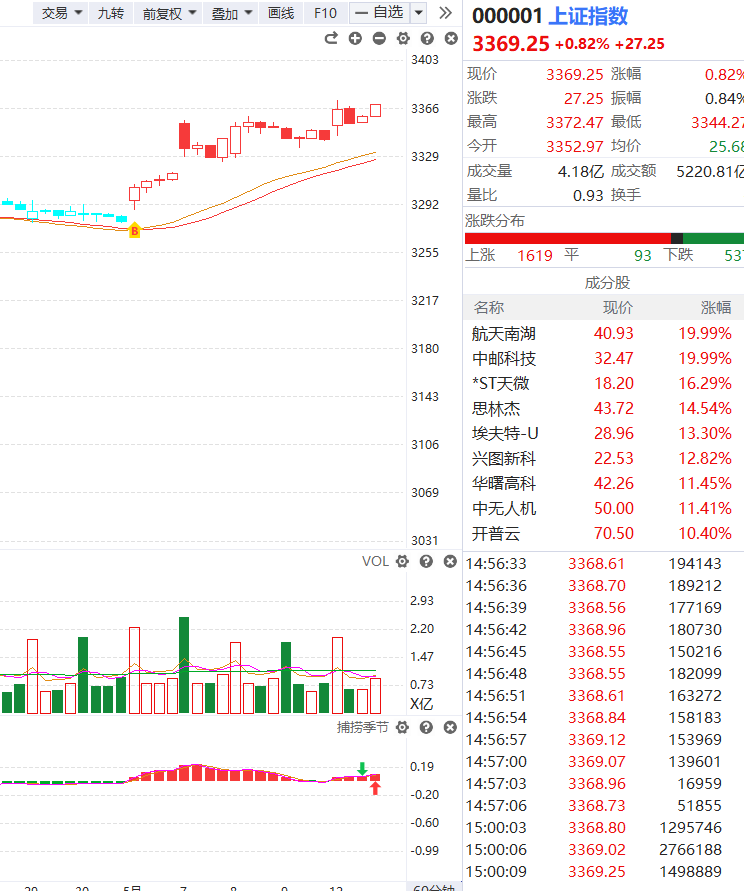 交易 九转 前复权 叠加 画线 F10 一 自选
000001 上证指数
3369.25 +0.82% +27.25
现价 3369.25 涨幅 0.82%
涨跌 27.25 振幅 0.84%
最高 3372.47 最低 3344.27
今开 3352.97 均价 25.68
成交量 4.18亿 成交额 5220.81亿
量比 0.93 换手
涨跌分布
上涨 1619 平 93 下跌 537
成分股
名称 现价 涨幅
航天南湖 40.93 19.99%
中邮科技 32.47 19.99%
*ST天微 18.20 16.29%
思林杰 43.72 14.54%
埃夫特-U 28.96 13.30%
兴图新科 22.53 12.82%
华曙高科 42.26 11.45%
中无人机 50.00 11.41%
开普云 70.50 10.40%
14:56:33 3368.61 194143
14:56:36 3368.70 189212
14:56:39 3368.56 177169
14:56:42 3368.96 180730
14:56:45 3368.55 150216
14:56:48 3368.55 182099
14:56:51 3368.61 163272
14:56:54 3368.84 158183
14:56:57 3369.12 153969
14:57:00 3369.07 139601
14:57:03 3368.96 16959
14:57:06 3368.73 51855
15:00:03 3368.80 1295746
15:00:06 3369.02 2766188
15:00:09 3369.25 1498889
3403
3366
3329
3292
3255
3217
3180
3143
3106
3069
3031
B
VOL
2.93
2.20
1.47
0.73
X亿
捕捞季节
0.19
-0.20
-0.60
-0.99
5月 7 8 9 12
60分钟